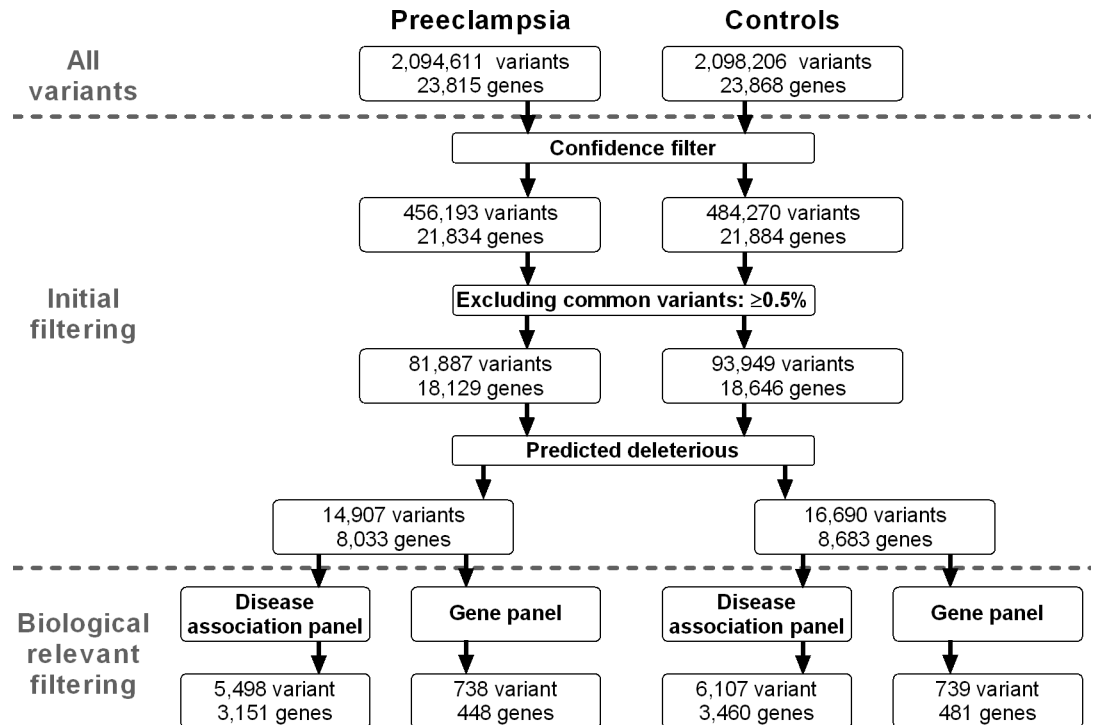 Preeclampsia
Controls
All
variants
2,094,611 variants
23,815 genes
2,098,206 variants
23,868 genes
Confidence filter
Initial
filtering
456,193 variants
21,834 genes
484,270 variants
21,884 genes
Excluding common variants: ≥0.5%
81,887 variants
18,129 genes
93,949 variants
18,646 genes
Predicted deleterious
14,907 variants
8,033 genes
16,690 variants
8,683 genes
Biological
relevant
filtering
Disease
association panel
Gene panel
Disease
association panel
Gene panel
5,498 variant
3,151 genes
738 variant
448 genes
6,107 variant
3,460 genes
739 variant
481 genes